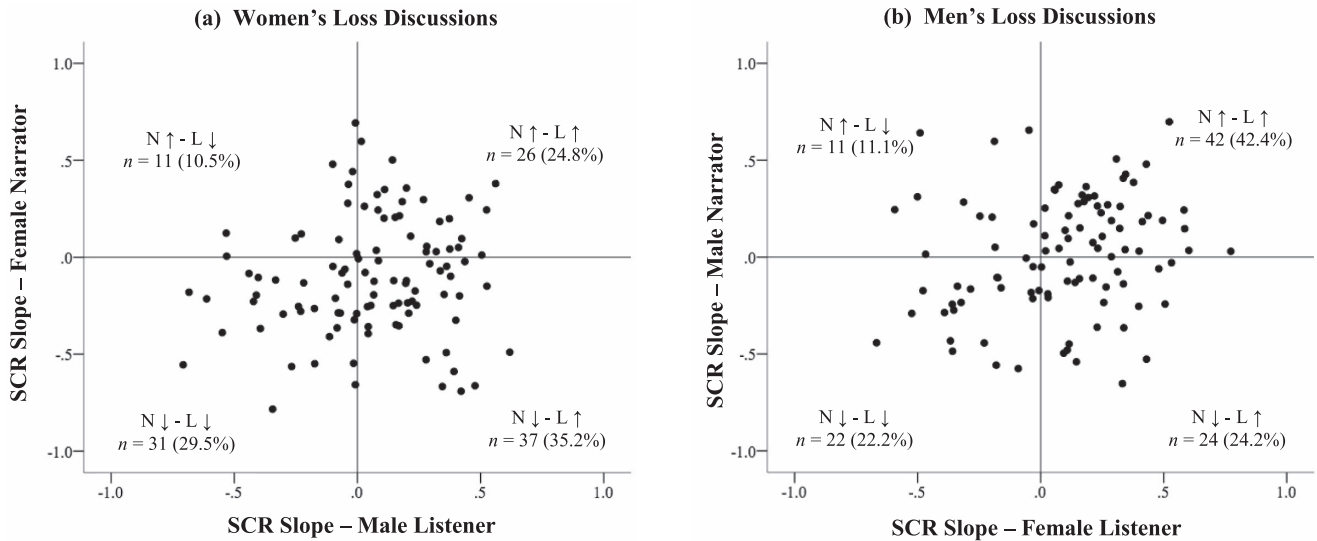 (a) Women's Loss Discussions
SCR Slope – Female Narrator
1.0
.5
.0
-.5
-1.0
N ↑ - L ↓
n = 11 (10.5%)
N ↑ - L ↑
n = 26 (24.8%)
N ↓ - L ↓
n = 31 (29.5%)
N ↓ - L ↑
n = 37 (35.2%)
-1.0 -.5 .0 .5 1.0
SCR Slope – Male Listener
(b) Men's Loss Discussions
SCR Slope – Male Narrator
1.0
.5
.0
-.5
-1.0
N ↑ - L ↓
n = 11 (11.1%)
N ↑ - L ↑
n = 42 (42.4%)
N ↓ - L ↓
n = 22 (22.2%)
N ↓ - L ↑
n = 24 (24.2%)
-1.0 -.5 .0 .5 1.0
SCR Slope – Female Listener